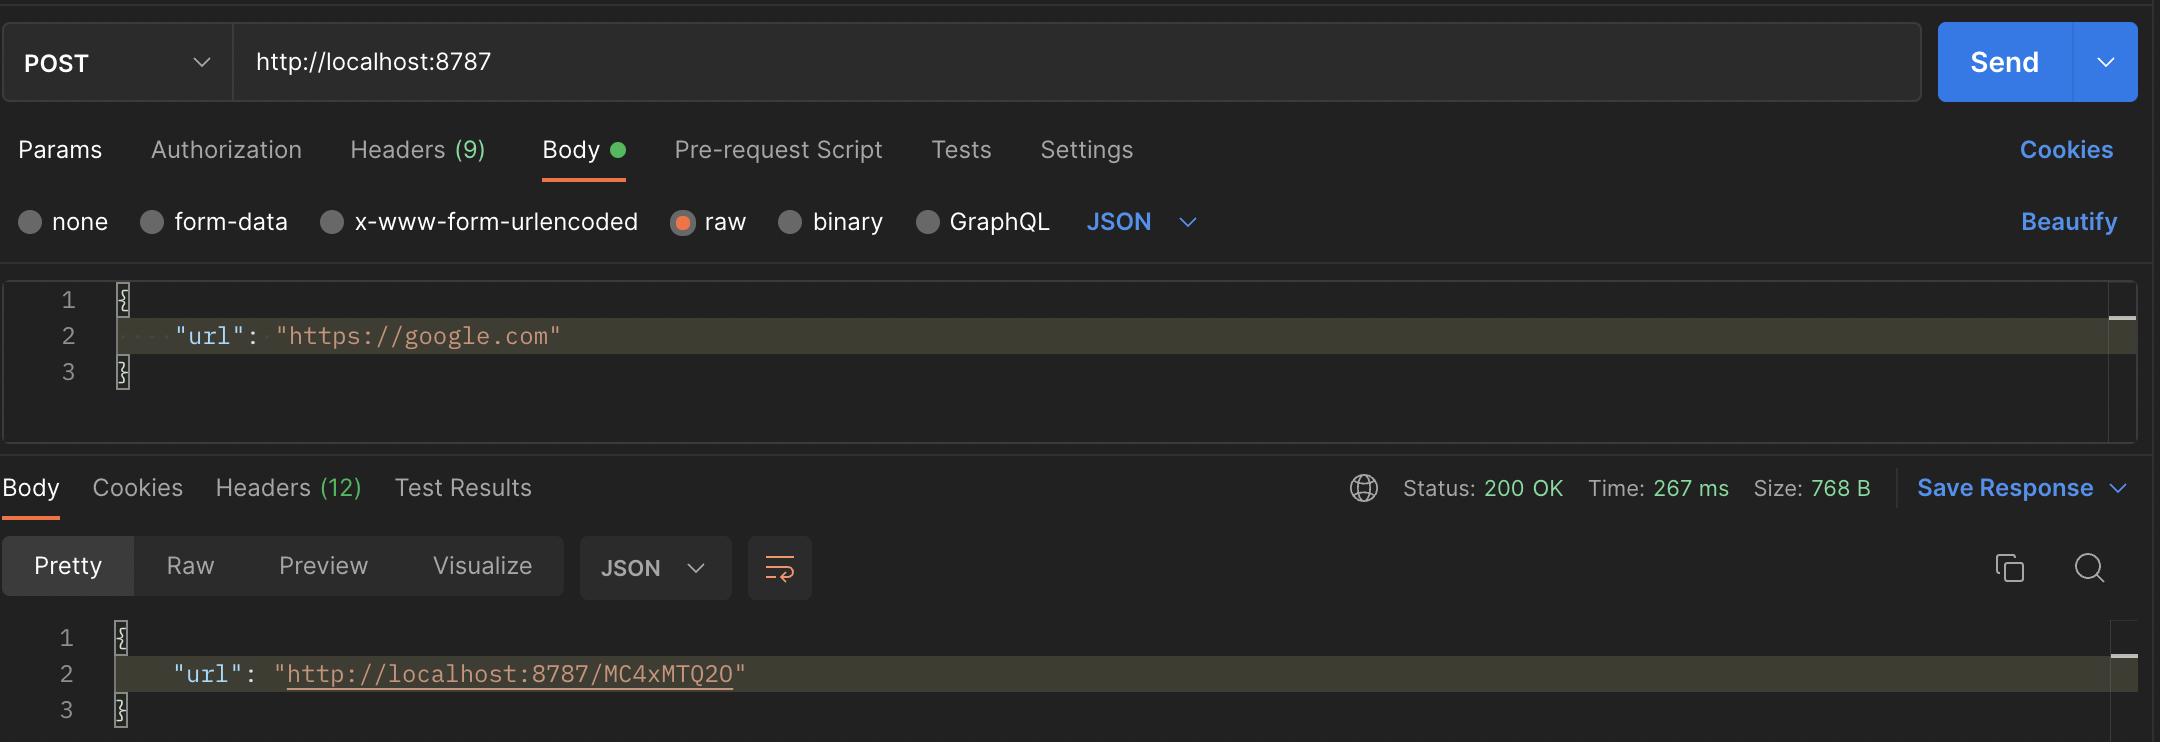 POST http://localhost:8787 Send
Params Authorization Headers (9) Body Pre-request Script Tests Settings Cookies
none form-data x-www-form-urlencoded raw binary GraphQL JSON Beautify
1 {
2 "url": "https://google.com"
3 }
Body Cookies Headers (12) Test Results Status: 200 OK Time: 267 ms Size: 768 B Save Response
Pretty Raw Preview Visualize JSON
1 {
2 "url": "http://localhost:8787/MC4xMTQ2O"
3 }